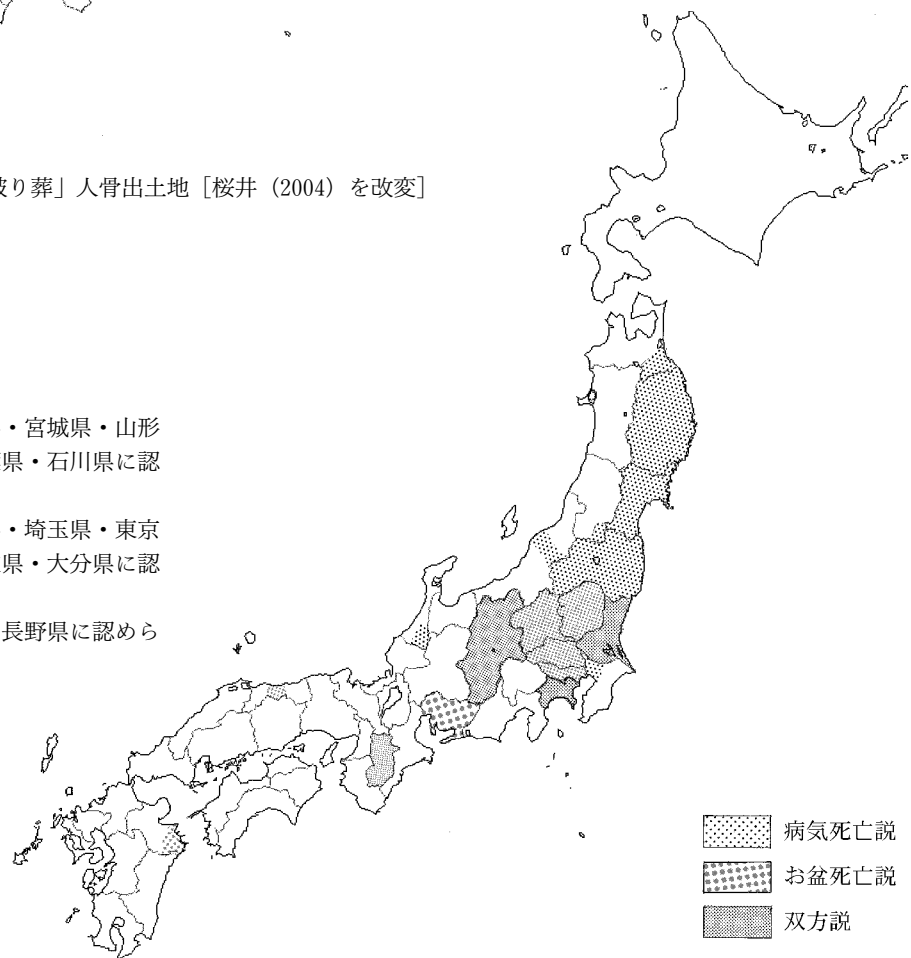 被り葬」人骨出土地［桜井（2004）を改変］
・宮城県・山形
県・石川県に認
・埼玉県・東京
県・大分県に認
長野県に認めら
病気死亡説
お盆死亡説
双方説